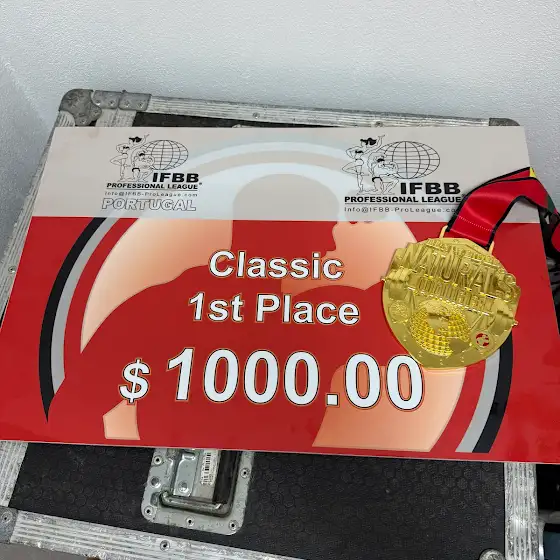 IFBB
PROFESSIONAL LEAGUE
Info@IFBB-ProLeague.com
PORTUGAL
IFBB
PROFESSIONAL LEAGUE
Info@IFBB-ProLeague.com
Classic
1st Place
$ 1000.00
NATURALS